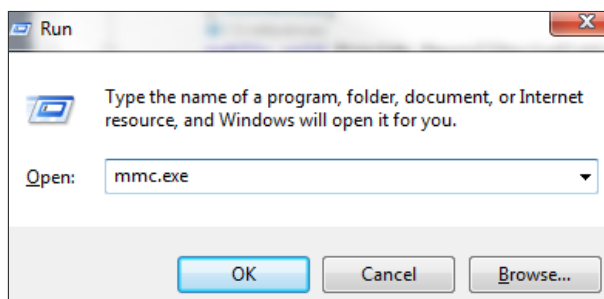 Run
Type the name of a program, folder, document, or Internet
resource, and Windows will open it for you.
Open: mmc.exe
OK Cancel Browse...